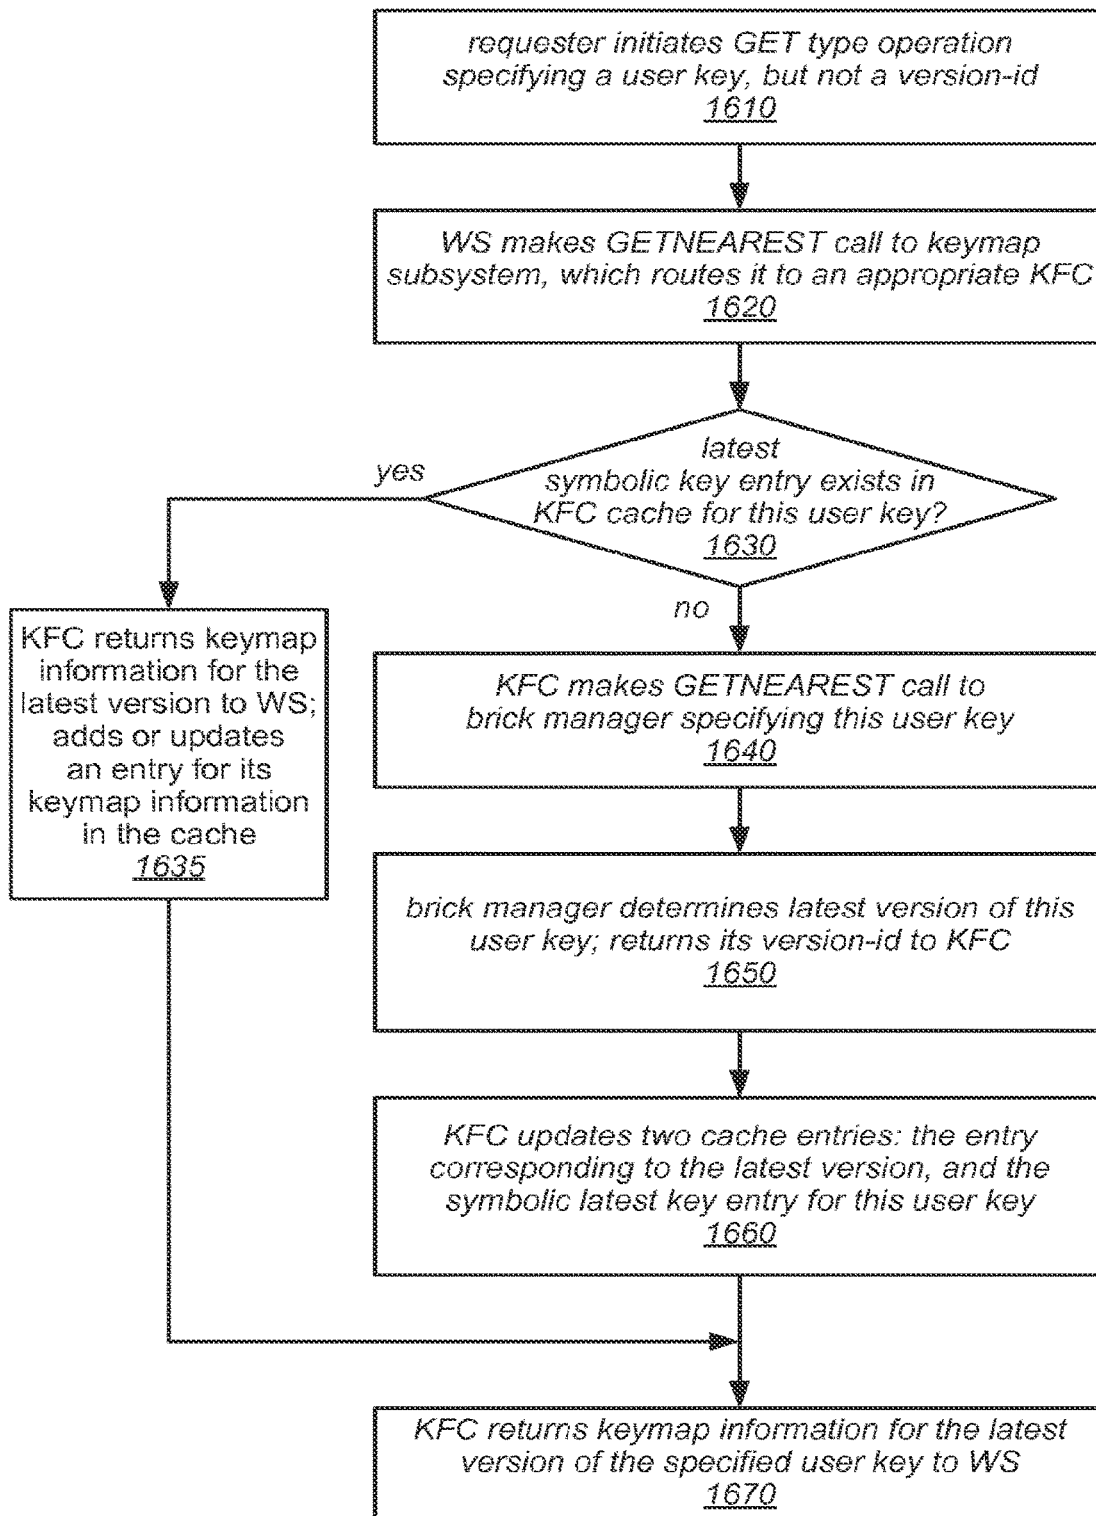 requester initiates GET type operation
specifying a user key, but not a version-id
1610
WS makes GETNEAREST call to keymap
subsystem, which routes it to an appropriate KFC
1620
latest
symbolic key entry exists in
KFC cache for this user key?
1630
yes
no
KFC returns keymap
information for the
latest version to WS;
adds or updates
an entry for its
keymap information
in the cache
1635
KFC makes GETNEAREST call to
brick manager specifying this user key
1640
brick manager determines latest version of this
user key; returns its version-id to KFC
1650
KFC updates two cache entries: the entry
corresponding to the latest version, and the
symbolic latest key entry for this user key
1660
KFC returns keymap information for the latest
version of the specified user key to WS
1670